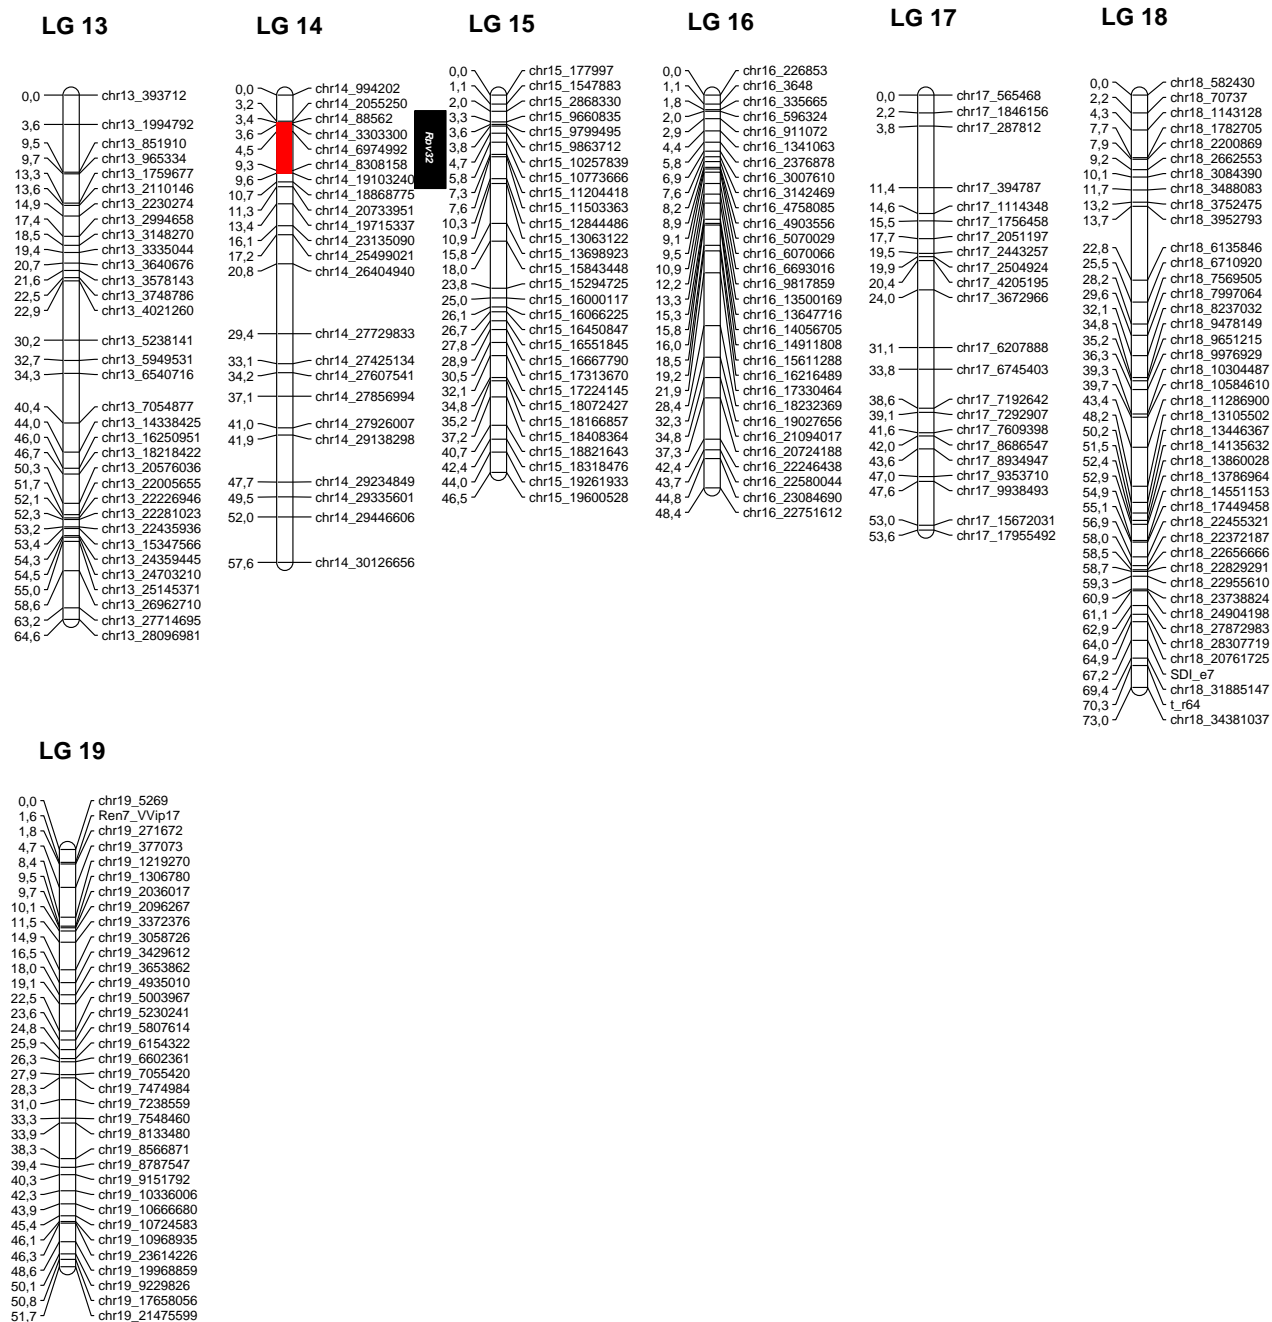 LG 13
0,0 chr13_393712
3,6 chr13_1994792
9,5 chr13_851910
9,7 chr13_965334
13,3 chr13_1759677
13,6 chr13_2110146
14,9 chr13_2230274
17,4 chr13_2994658
18,5 chr13_3148270
19,4 chr13_3335044
20,7 chr13_3640676
21,6 chr13_3578143
22,5 chr13_3748786
22,9 chr13_4021260
30,2 chr13_5238141
32,7 chr13_5949531
34,3 chr13_6540716
40,4 chr13_7054877
44,0 chr13_14338425
46,0 chr13_16250951
46,7 chr13_18218422
50,3 chr13_20576036
51,7 chr13_22005655
52,1 chr13_22226946
52,3 chr13_22281023
53,2 chr13_22435936
53,4 chr13_15347566
54,3 chr13_24359445
54,5 chr13_24703210
55,0 chr13_25145371
58,6 chr13_26962710
63,2 chr13_27714695
64,6 chr13_28096981
LG 14
0,0 chr14_994202
3,2 chr14_2055250
3,4 chr14_88562
3,6 chr14_3303300
4,5 chr14_6974992
9,3 chr14_8308158
9,6 chr14_19103240
10,7 chr14_18868775
11,3 chr14_20733951
13,4 chr14_19715337
16,1 chr14_23135090
17,2 chr14_25499021
20,8 chr14_26404940
29,4 chr14_27729833
33,1 chr14_27425134
34,2 chr14_27607541
37,1 chr14_27856994
41,0 chr14_27926007
41,9 chr14_29138298
47,7 chr14_29234849
49,5 chr14_29335601
52,0 chr14_29446606
57,6 chr14_30126656
Rpv32
LG 15
0,0 chr15_177997
1,1 chr15_1547883
2,0 chr15_2868330
3,3 chr15_9660835
3,6 chr15_9799495
3,8 chr15_9863712
4,7 chr15_10257839
5,8 chr15_10773666
7,3 chr15_11204418
7,6 chr15_11503363
10,3 chr15_12844486
10,9 chr15_13063122
15,8 chr15_13698923
18,0 chr15_15843448
23,8 chr15_15294725
25,0 chr15_16000117
26,1 chr15_16066225
26,7 chr15_16450847
27,8 chr15_16551845
28,9 chr15_16667790
30,5 chr15_17313670
32,1 chr15_17224145
34,8 chr15_18072427
35,2 chr15_18166857
37,2 chr15_18408364
40,7 chr15_18821643
42,4 chr15_18318476
44,0 chr15_19261933
46,5 chr15_19600528
LG 16
0,0 chr16_226853
1,1 chr16_3648
1,8 chr16_335665
2,0 chr16_596324
2,9 chr16_911072
4,4 chr16_1341063
5,8 chr16_2376878
6,9 chr16_3007610
7,6 chr16_3142469
8,2 chr16_4758085
8,9 chr16_4903556
9,1 chr16_5070029
9,5 chr16_6070066
10,9 chr16_6693016
12,2 chr16_9817859
13,3 chr16_13500169
15,3 chr16_13647716
15,8 chr16_14056705
16,0 chr16_14911808
18,5 chr16_15611288
19,2 chr16_16216489
21,9 chr16_17330464
28,4 chr16_18232369
32,3 chr16_19027656
34,8 chr16_21094017
37,3 chr16_20724188
42,4 chr16_22246438
43,7 chr16_22580044
44,8 chr16_23084690
48,4 chr16_22751612
LG 17
0,0 chr17_565468
2,2 chr17_1846156
3,8 chr17_287812
11,4 chr17_394787
14,6 chr17_1114348
15,5 chr17_1756458
17,7 chr17_2051197
19,5 chr17_2443257
19,9 chr17_2504924
20,4 chr17_4205195
24,0 chr17_3672966
31,1 chr17_6207888
33,8 chr17_6745403
38,6 chr17_7192642
39,1 chr17_7292907
41,6 chr17_7609398
42,0 chr17_8686547
43,6 chr17_8934947
47,0 chr17_9353710
47,6 chr17_9938493
53,0 chr17_15672031
53,6 chr17_17955492
LG 18
0,0 chr18_582430
2,2 chr18_70737
4,3 chr18_1143128
7,7 chr18_1782705
7,9 chr18_2200869
9,2 chr18_2662553
10,1 chr18_3084390
11,7 chr18_3488083
13,2 chr18_3752475
13,7 chr18_3952793
22,8 chr18_6135846
25,5 chr18_6710920
28,2 chr18_7569505
29,6 chr18_7997064
32,1 chr18_8237032
34,8 chr18_9478149
35,2 chr18_9651215
36,3 chr18_9976929
39,3 chr18_10304487
39,7 chr18_10584610
43,4 chr18_11286900
48,2 chr18_13105502
50,2 chr18_13446367
51,5 chr18_14135632
52,4 chr18_13860028
52,9 chr18_13786964
54,9 chr18_14551153
55,1 chr18_17449458
56,9 chr18_22455321
58,0 chr18_22372187
58,5 chr18_22656666
58,7 chr18_22829291
59,3 chr18_22955610
60,9 chr18_23738824
61,1 chr18_24904198
62,9 chr18_27872983
64,0 chr18_28307719
64,9 chr18_20761725
67,2 SDI_e7
69,4 chr18_31885147
70,3 t_r64
73,0 chr18_34381037
LG 19
0,0 chr19_5269
1,6 Ren7_VVip17
1,8 chr19_271672
4,7 chr19_377073
8,4 chr19_1219270
9,5 chr19_1306780
9,7 chr19_2036017
10,1 chr19_2096267
11,5 chr19_3372376
14,9 chr19_3058726
16,5 chr19_3429612
18,0 chr19_3653862
19,1 chr19_4935010
22,5 chr19_5003967
23,6 chr19_5230241
24,8 chr19_5807614
25,9 chr19_6154322
26,3 chr19_6602361
27,9 chr19_7055420
28,3 chr19_7474984
31,0 chr19_7238559
33,3 chr19_7548460
33,9 chr19_8133480
38,3 chr19_8566871
39,4 chr19_8787547
40,3 chr19_9151792
42,3 chr19_10336006
43,9 chr19_10666680
45,4 chr19_10724583
46,1 chr19_10968935
46,3 chr19_23614226
48,6 chr19_19968859
50,1 chr19_9229826
50,8 chr19_17658056
51,7 chr19_21475599